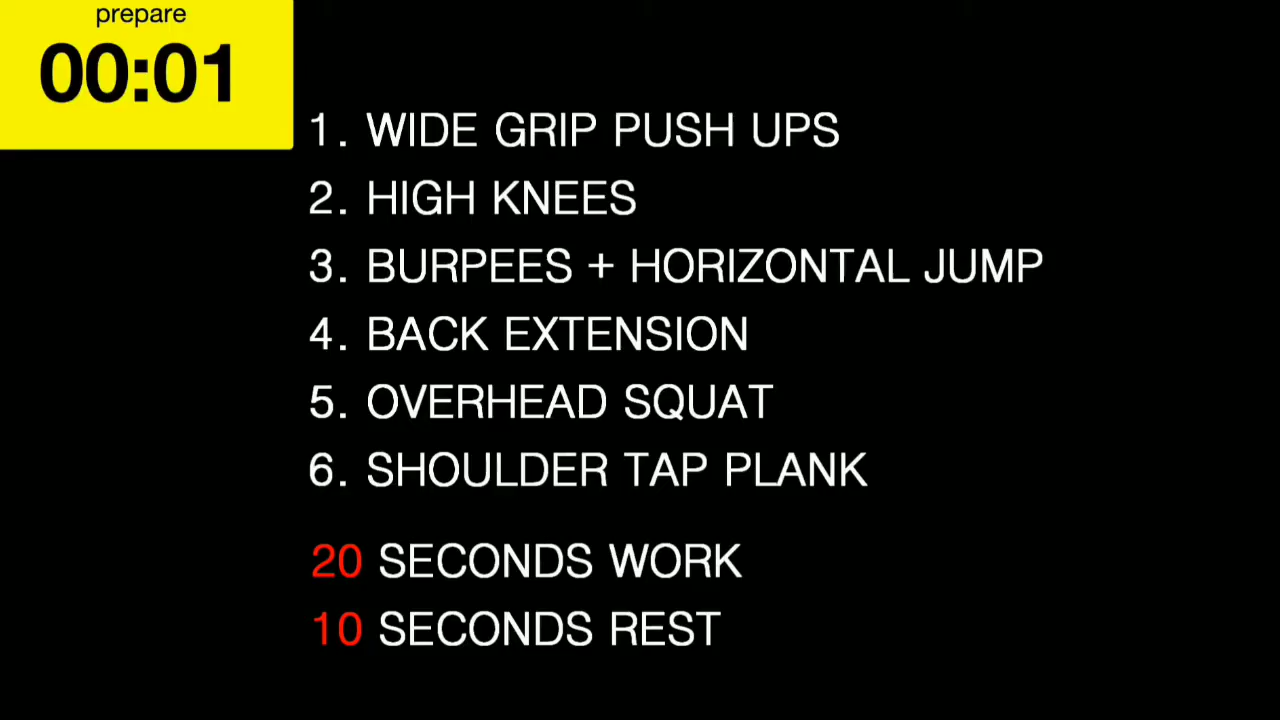 prepare
00:01
1. WIDE GRIP PUSH UPS
2. HIGH KNEES
3. BURPEES + HORIZONTAL JUMP
4. BACK EXTENSION
5. OVERHEAD SQUAT
6. SHOULDER TAP PLANK
20 SECONDS WORK
10 SECONDS REST